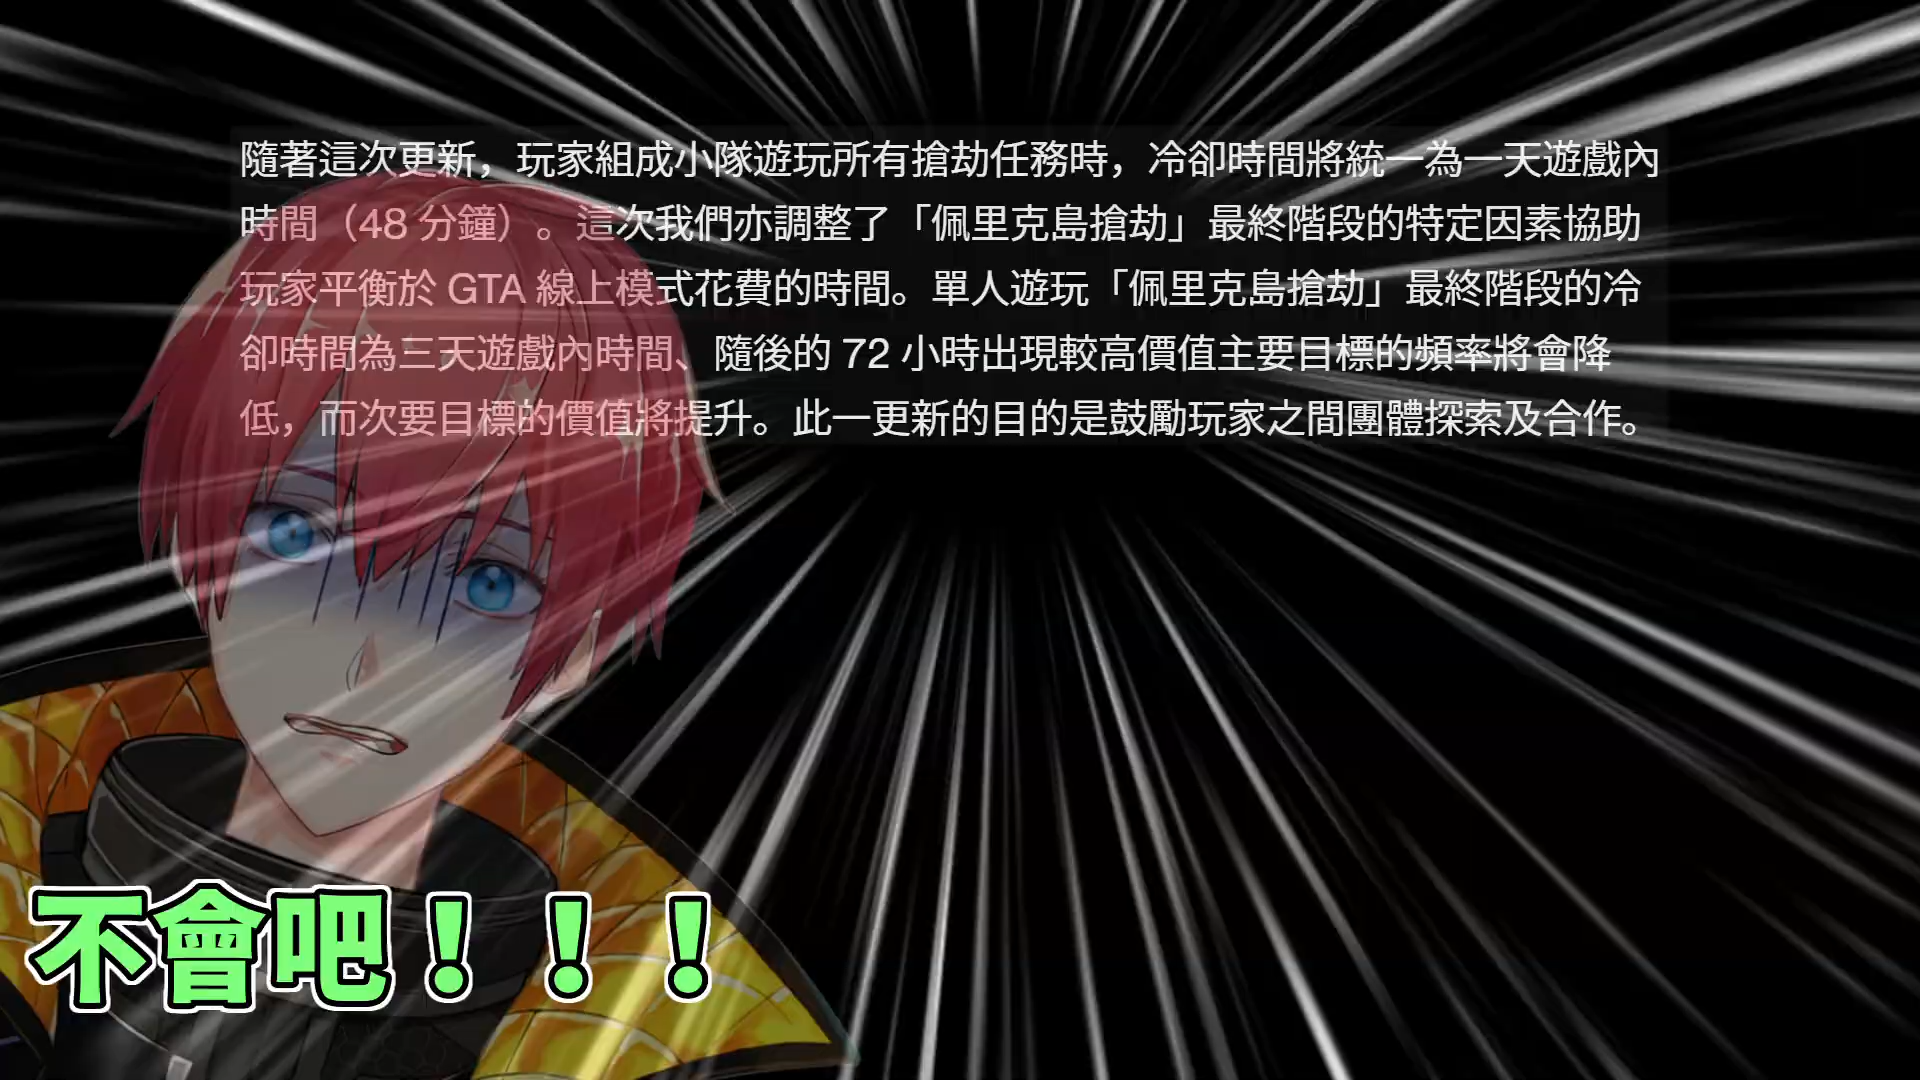 隨著這次更新，玩家組成小隊遊玩所有搶劫任務時，冷卻時間將統一為一天遊戲內
時間（48 分鐘）。這次我們亦調整了「佩里克島搶劫」最終階段的特定因素協助
玩家平衡於 GTA 線上模式花費的時間。單人遊玩「佩里克島搶劫」最終階段的冷
卻時間為三天遊戲內時間、隨後的 72 小時出現較高價值主要目標的頻率將會降
低，而次要目標的價值將提升。此一更新的目的是鼓勵玩家之間團體探索及合作。
不會吧！！！